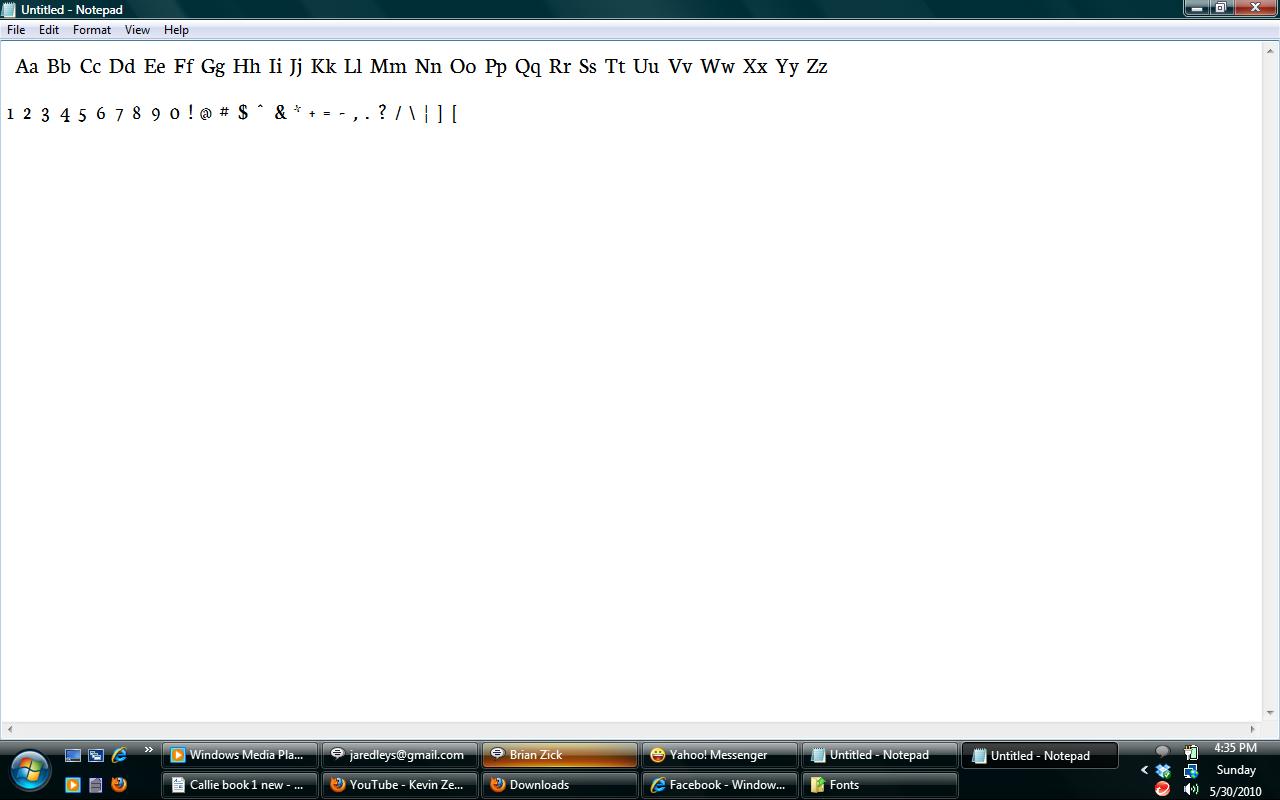 Untitled - Notepad
File Edit Format View Help
Aa Bb Cc Dd Ee Ff Gg Hh Ii Jj Kk Ll Mm Nn Oo Pp Qq Rr Ss Tt Uu Vv Ww Xx Yy Zz
1 2 3 4 5 6 7 8 9 0 ! @ # $ ^ & * + = - , . ? / \ ¦ ] [
Windows Media Pla... jaredleys@gmail.com Brian Zick Yahoo! Messenger Untitled - Notepad Untitled - Notepad 4:35 PM
Sunday
Callie book 1 new - ... YouTube - Kevin Ze... Downloads Facebook - Window... Fonts 5/30/2010